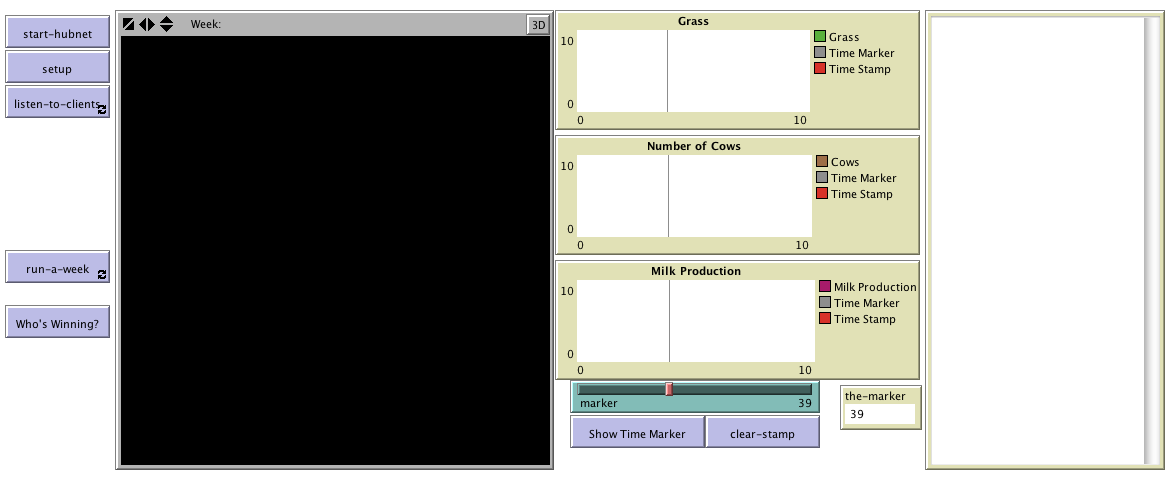 start-hubnet
setup
listen-to-clients
run-a-week
Who's Winning?
Week:
3D
Grass
10
0
0
10
Grass
Time Marker
Time Stamp
Number of Cows
10
0
0
10
Cows
Time Marker
Time Stamp
Milk Production
10
0
0
10
Milk Production
Time Marker
Time Stamp
marker 39
Show Time Marker
clear-stamp
the-marker
39